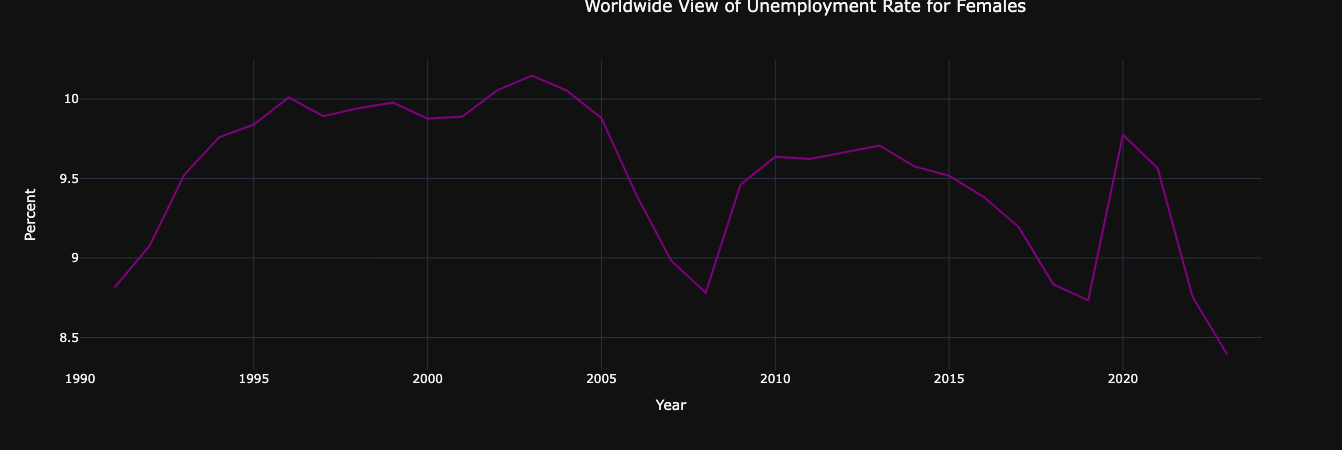 Worldwide View of Unemployment Rate for Females
Percent
10
9.5
9
8.5
1990 1995 2000 2005 2010 2015 2020
Year